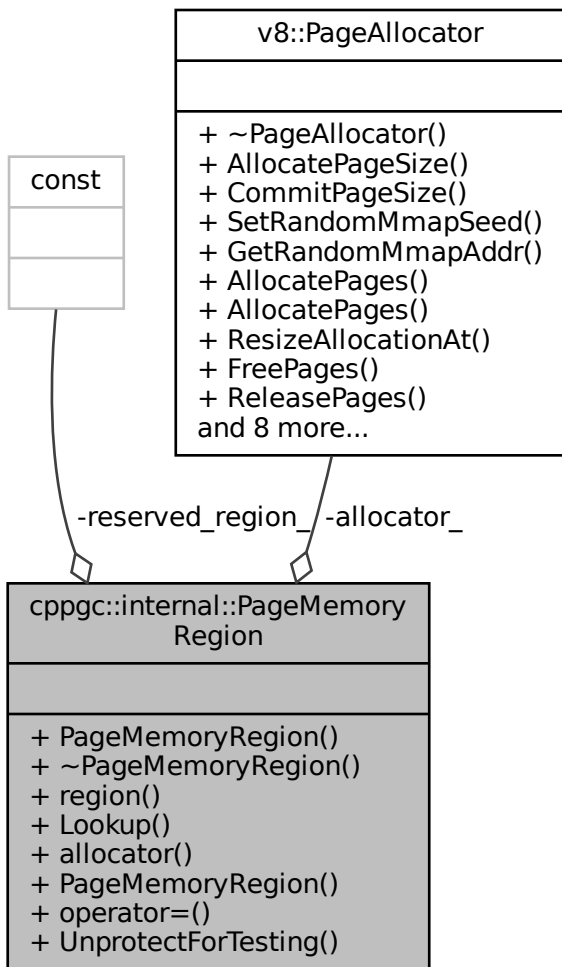 v8::PageAllocator
+ ~PageAllocator()
+ AllocatePageSize()
+ CommitPageSize()
+ SetRandomMmapSeed()
+ GetRandomMmapAddr()
+ AllocatePages()
+ AllocatePages()
+ ResizeAllocationAt()
+ FreePages()
+ ReleasePages()
and 8 more...
const
-reserved_region_
-allocator_
cppgc::internal::PageMemory
Region
+ PageMemoryRegion()
+ ~PageMemoryRegion()
+ region()
+ Lookup()
+ allocator()
+ PageMemoryRegion()
+ operator=()
+ UnprotectForTesting()